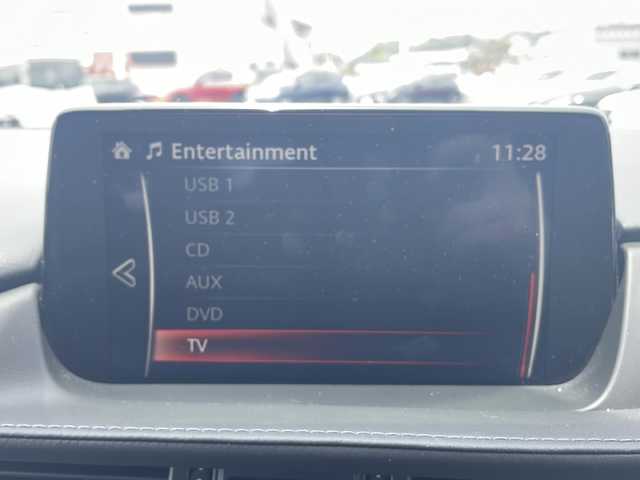 Entertainment 11:28
USB 1
USB 2
CD
AUX
DVD
TV